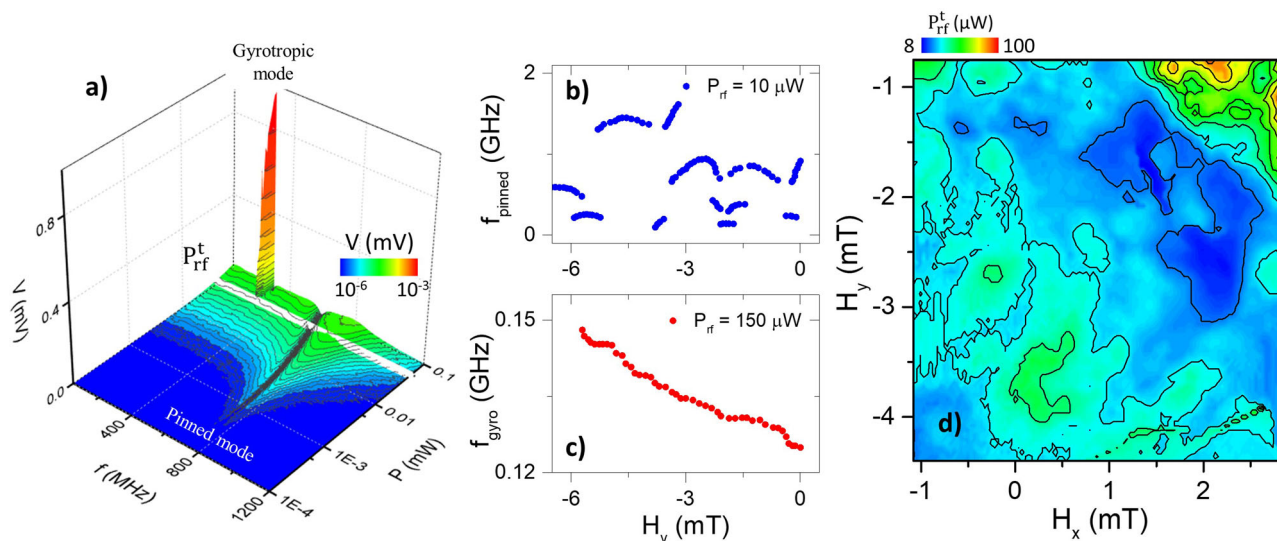 a)
Gyrotropic
mode
V (mV)
10⁻⁶ 10⁻³
P_rf^t
0.8
0.4
0.0
V (mV)
Pinned mode
400
800
1200
f (MHz)
0.1
0.01
1E-3
1E-4
P (mW)
b)
P_rf = 10 μW
2
0
f_pinned (GHz)
-6 -3 0
c)
P_rf = 150 μW
0.15
0.12
f_gyro (GHz)
-6 -3 0
H_y (mT)
P_rf^t (μW)
8 100
-1
-2
-3
-4
H_y (mT)
d)
-1 0 1 2
H_x (mT)